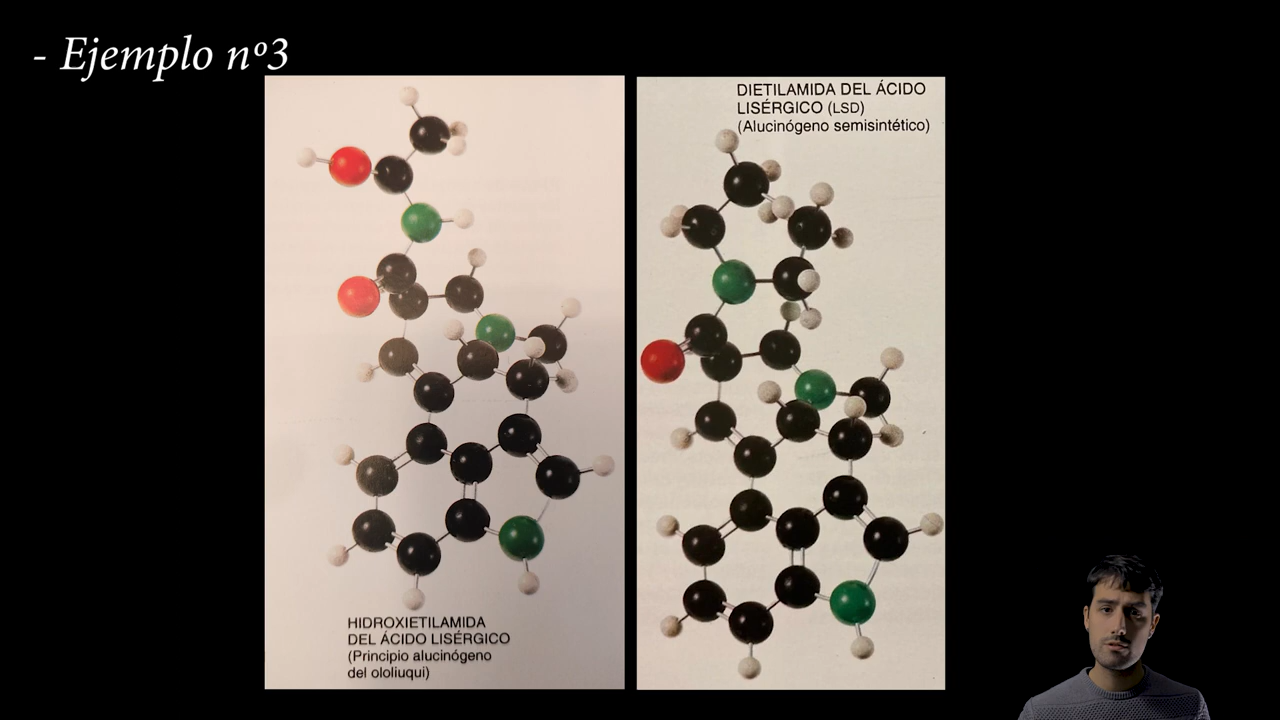 - Ejemplo nº3
HIDROXIETILAMIDA
DEL ÁCIDO LISÉRGICO
(Principio alucinógeno
del ololiuqui)
DIETILAMIDA DEL ÁCIDO
LISÉRGICO (LSD)
(Alucinógeno semisintético)